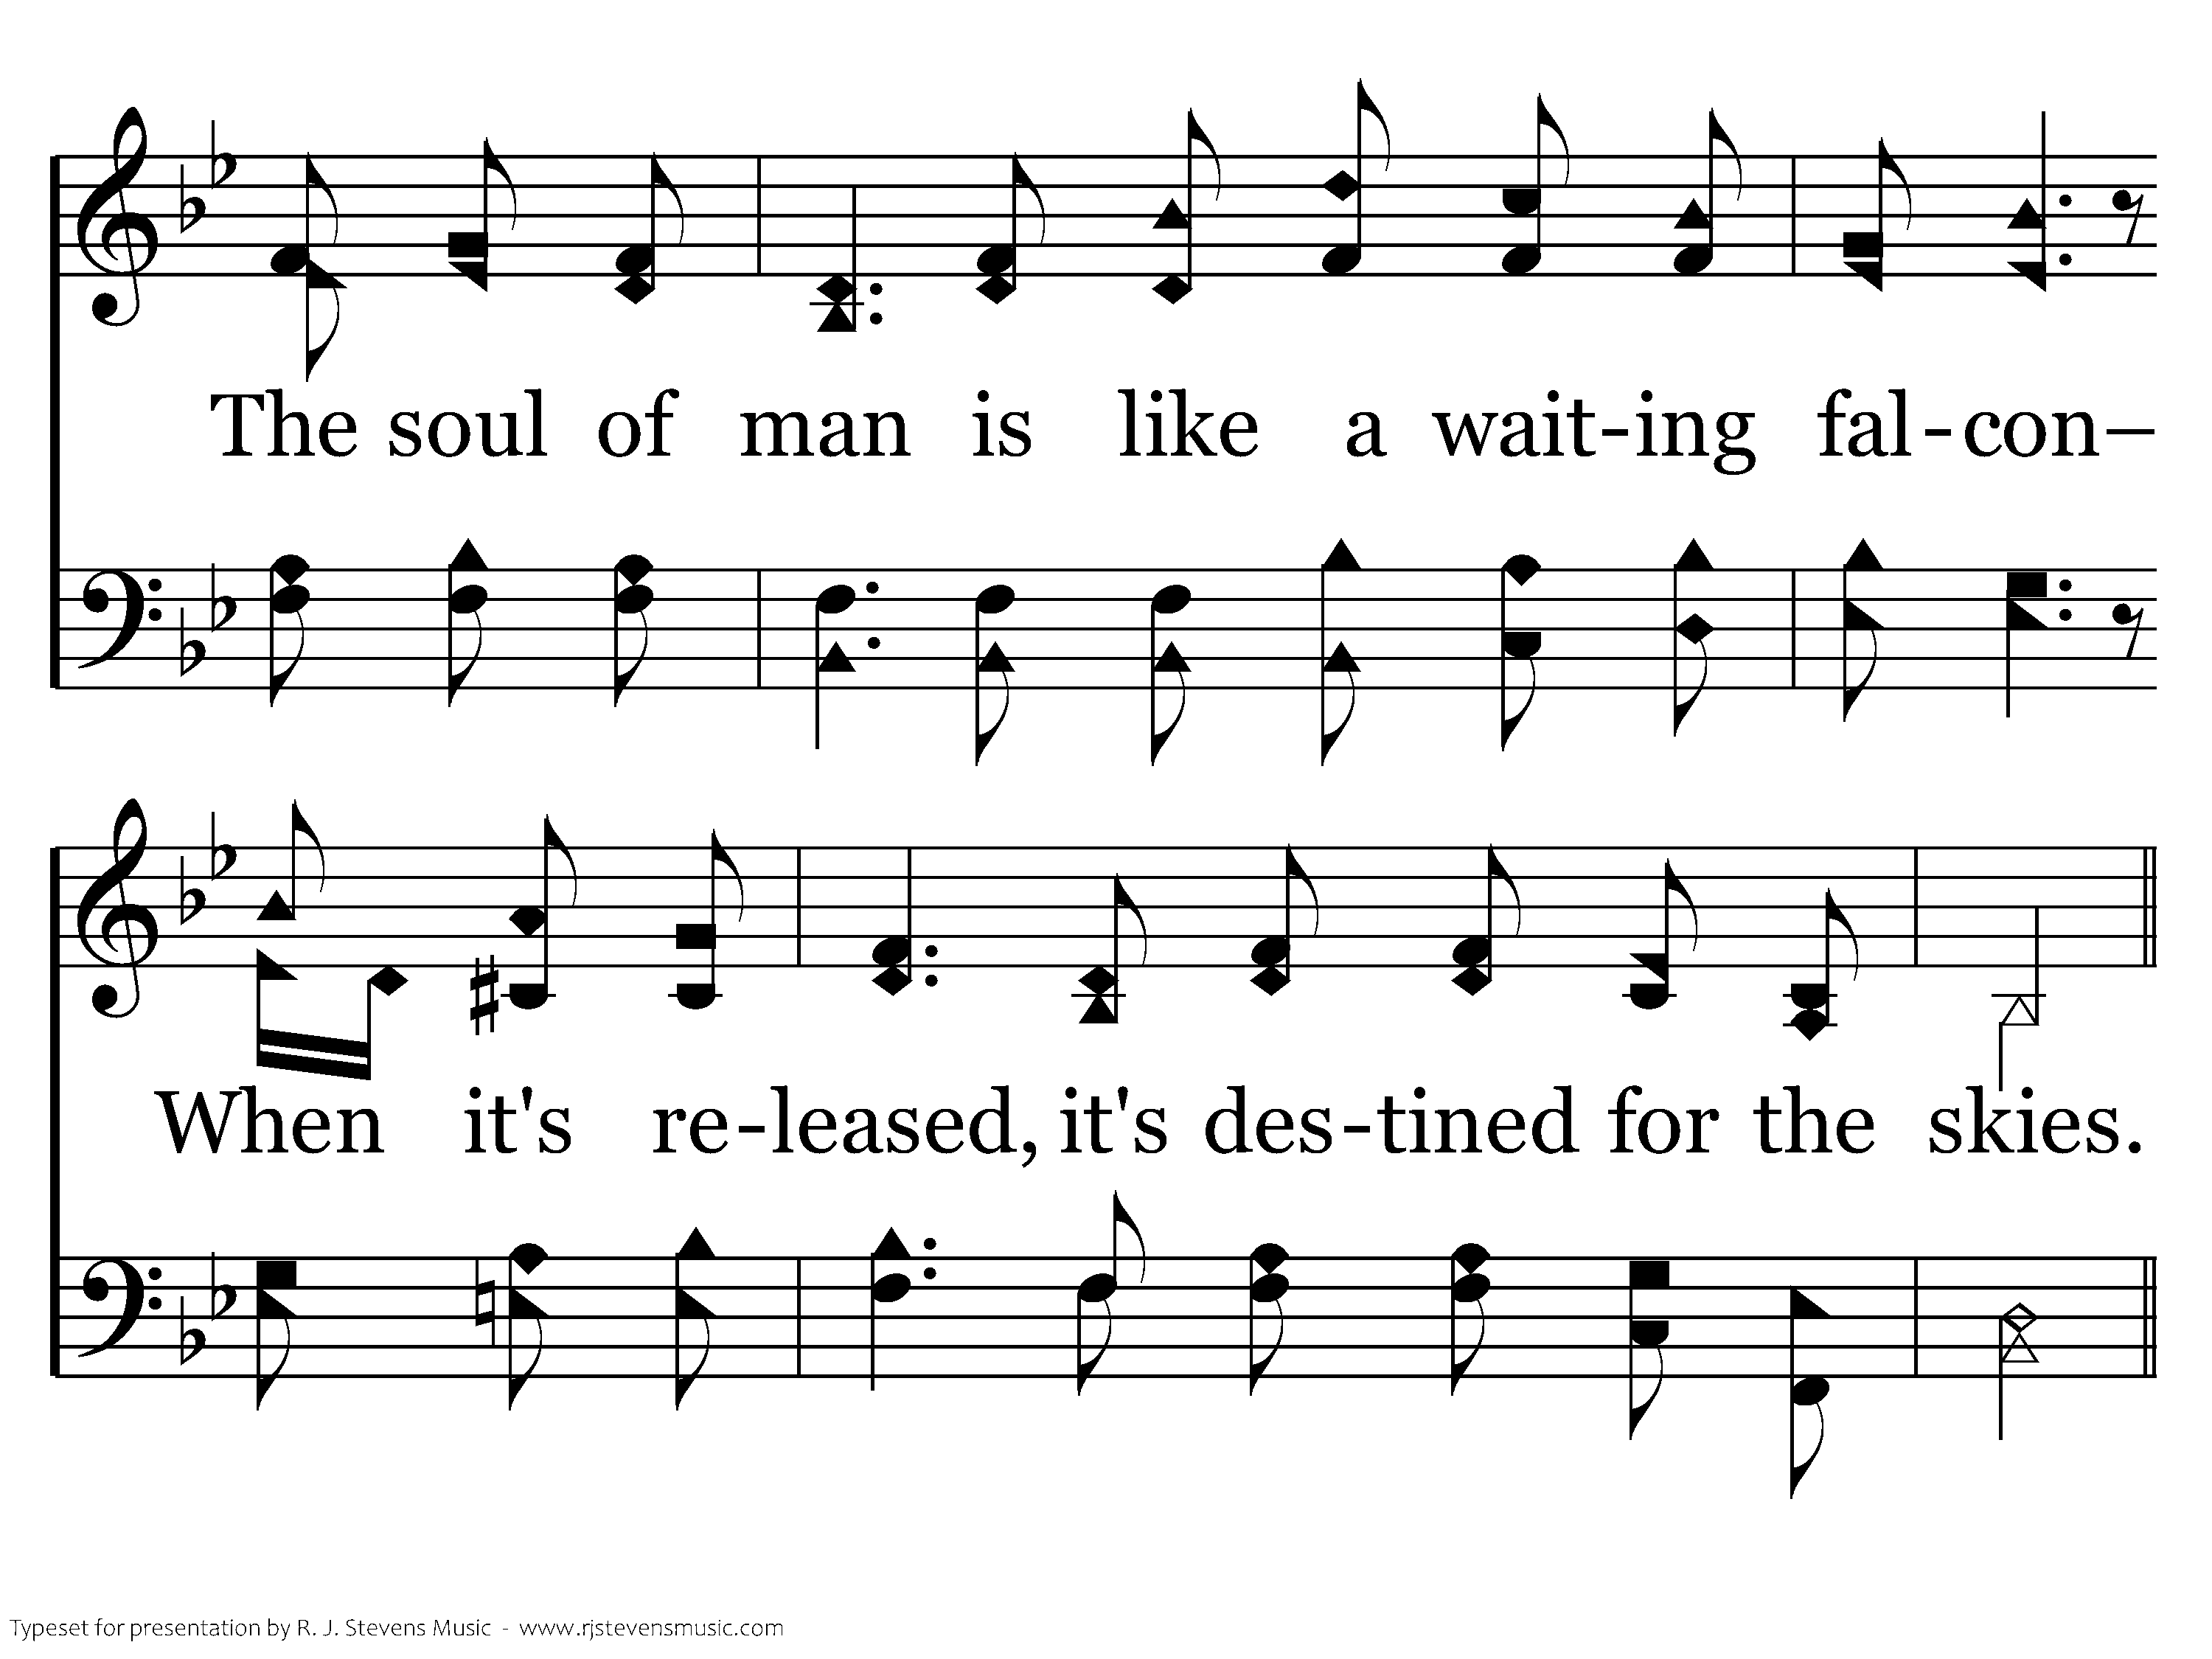 The soul of man is like a wait-ing fal-con–
When it's re-leased, it's des-tined for the skies.
Typeset for presentation by R. J. Stevens Music - www.rjstevensmusic.com